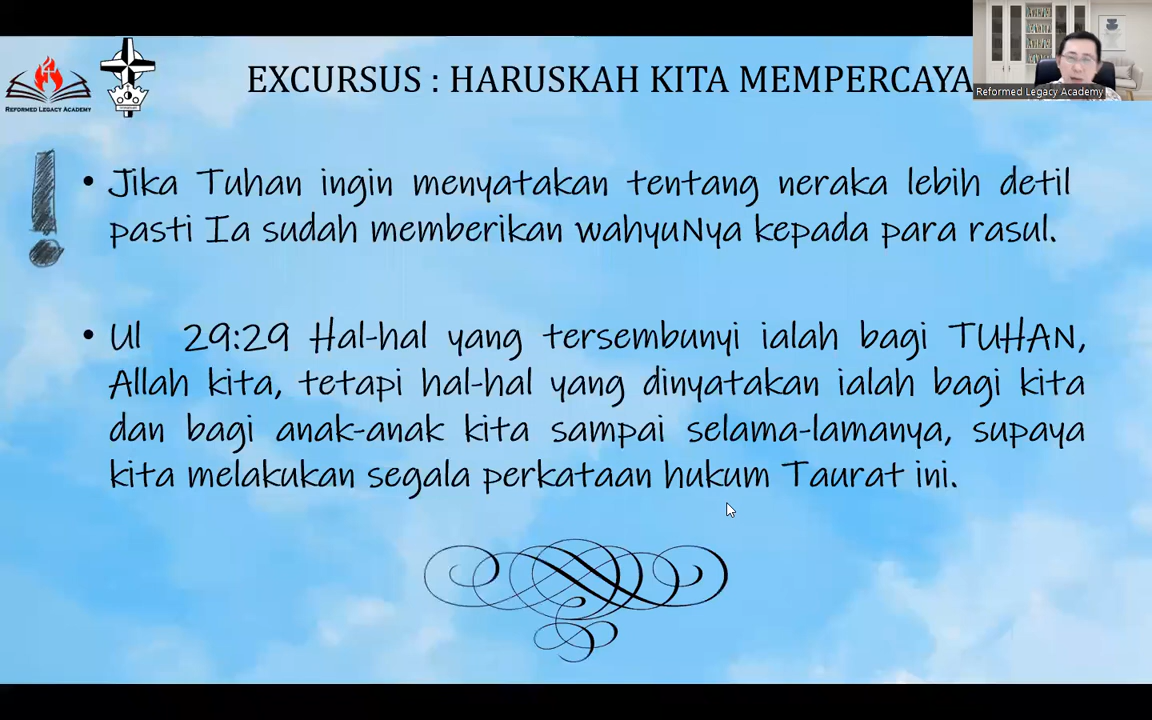 EXCURSUS : HARUSKAH KITA MEMPERCAYA
Reformed Legacy Academy
REFORMED LEGACY ACADEMY
• Jika Tuhan ingin menyatakan tentang neraka lebih detil
pasti Ia sudah memberikan wahyuNya kepada para rasul.
• Ul 29:29 Hal-hal yang tersembunyi ialah bagi TUHAN,
Allah kita, tetapi hal-hal yang dinyatakan ialah bagi kita
dan bagi anak-anak kita sampai selama-lamanya, supaya
kita melakukan segala perkataan hukum Taurat ini.